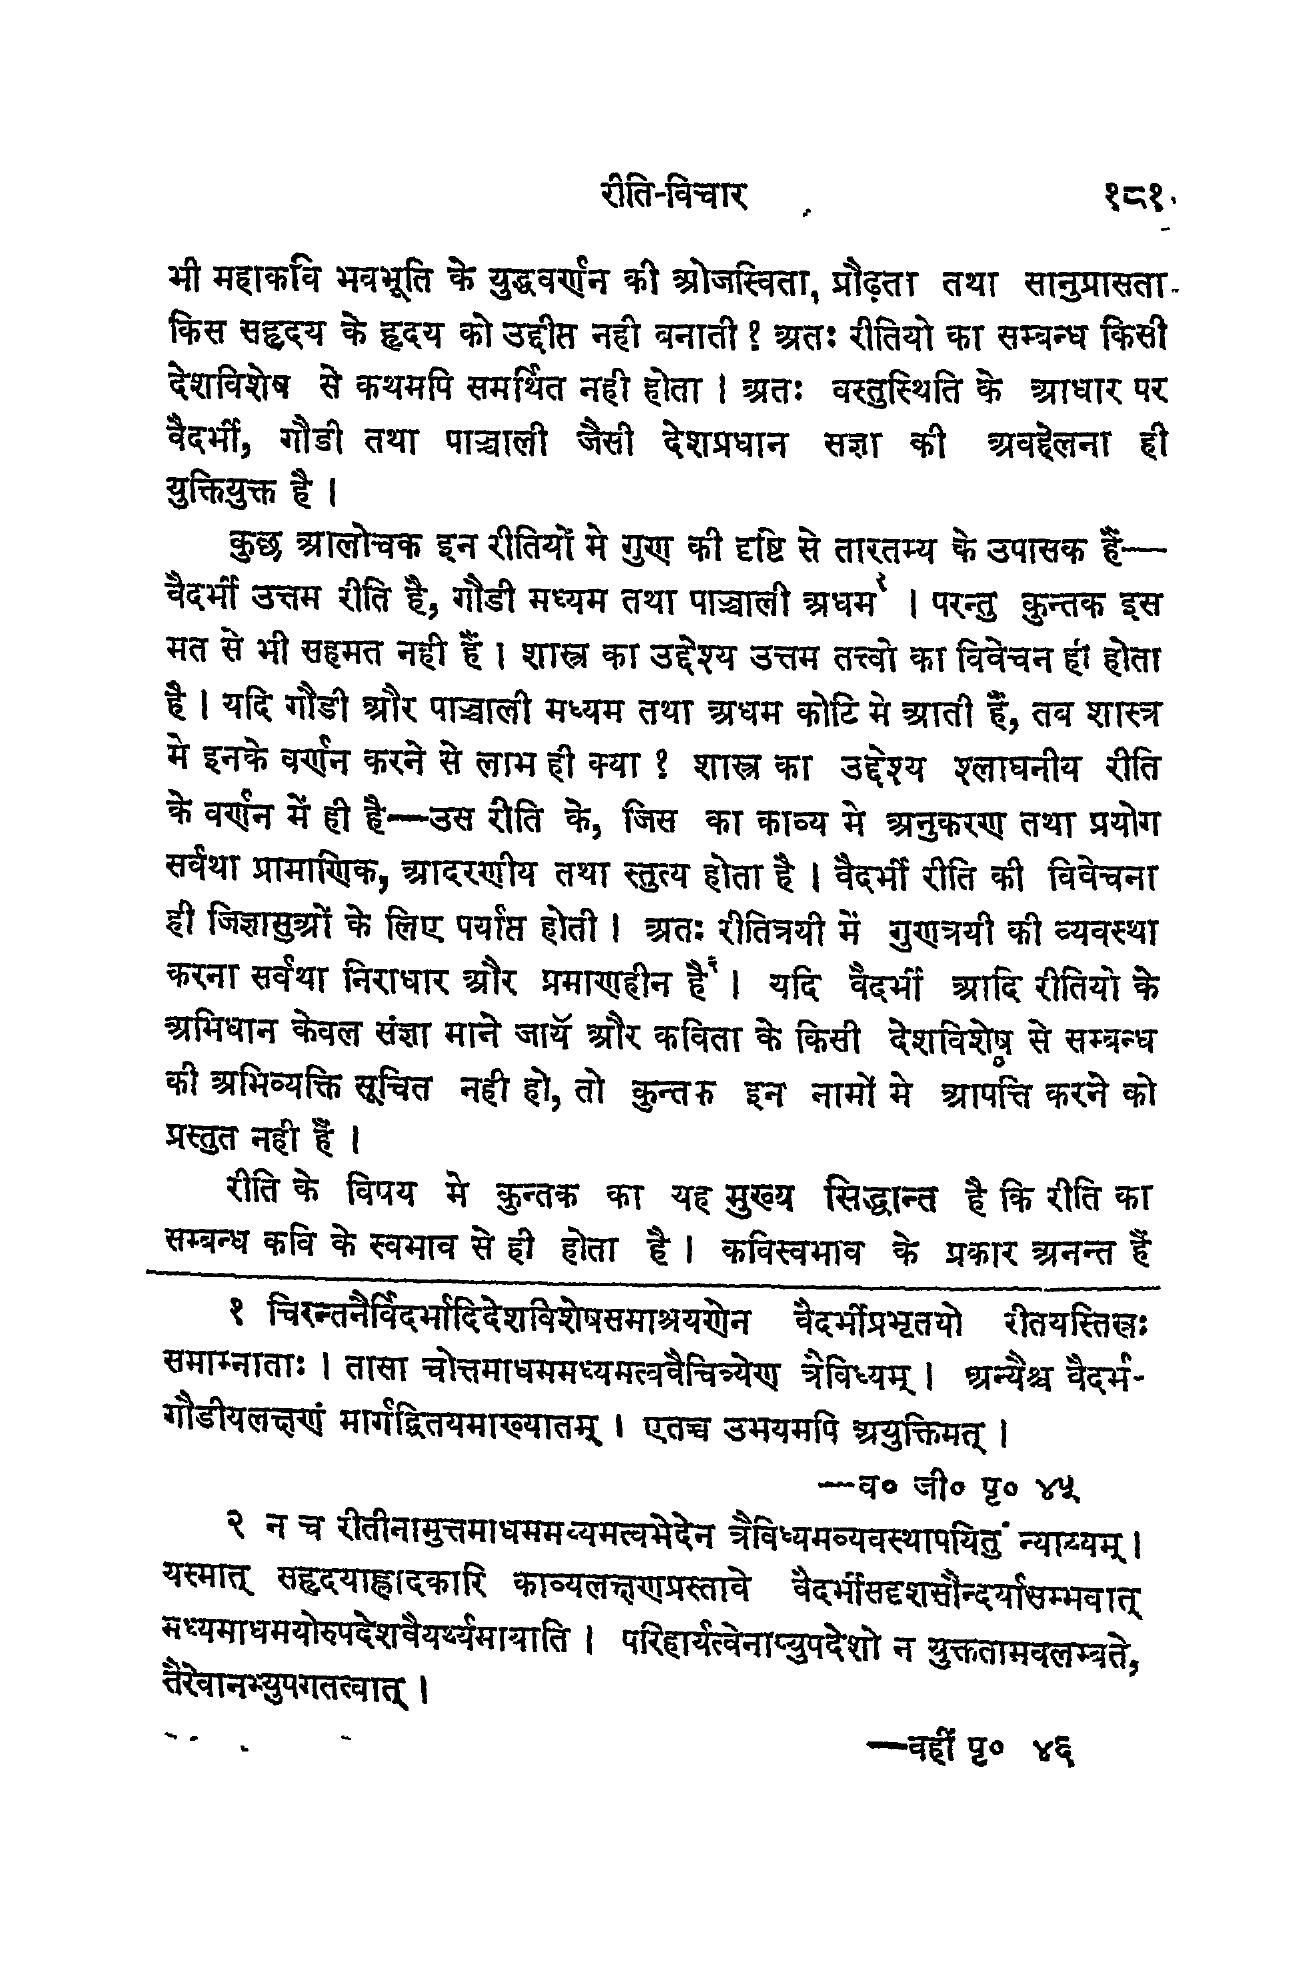 रीति-विचार १८१
भी महाकवि भवभूति के युद्धवर्णन की ओजस्विता, प्रौढ़ता तथा सानुप्रासता
किस सहृदय के हृदय को उद्दीप्त नही बनाती ? अतः रीतियो का सम्बन्ध किसी
देशविशेष से कथमपि समर्थित नही होता । अतः वस्तुस्थिति के आधार पर
वैदर्भी, गौडी तथा पाञ्चाली जैसी देशप्रधान सज्ञा की अवहेलना ही
युक्तियुक्त है ।
कुछ आलोचक इन रीतियों मे गुण की दृष्टि से तारतम्य के उपासक हैं—
वैदर्भी उत्तम रीति है, गौडी मध्यम तथा पाञ्चाली अधम१ । परन्तु कुन्तक इस
मत से भी सहमत नही हैं । शास्त्र का उद्देश्य उत्तम तत्त्वो का विवेचन ही होता
है । यदि गौडी और पाञ्चाली मध्यम तथा अधम कोटि मे आती हैं, तब शास्त्र
मे इनके वर्णन करने से लाभ ही क्या ? शास्त्र का उद्देश्य श्लाघनीय रीति
के वर्णन में ही है—उस रीति के, जिस का काव्य मे अनुकरण तथा प्रयोग
सर्वथा प्रामाणिक, आदरणीय तथा स्तुत्य होता है । वैदर्भी रीति की विवेचना
ही जिज्ञासुओं के लिए पर्याप्त होती । अतः रीतित्रयी में गुणत्रयी की व्यवस्था
करना सर्वथा निराधार और प्रमाणहीन है२ । यदि वैदर्भी आदि रीतियो के
अभिधान केवल संज्ञा माने जायॅ और कविता के किसी देशविशेष से सम्बन्ध
की अभिव्यक्ति सूचित नही हो, तो कुन्तक इन नामों मे आपत्ति करने को
प्रस्तुत नही हैं ।
रीति के विषय मे कुन्तक का यह मुख्य सिद्धान्त है कि रीति का
सम्बन्ध कवि के स्वभाव से ही होता है । कविस्वभाव के प्रकार अनन्त हैं
१ चिरन्तनैर्विदर्भादिदेशविशेषसमाश्रयणेन वैदर्भीप्रभृतयो रीतयस्तिस्रः
समाम्नाताः । तासा चोत्तमाधममध्यमत्ववैचित्र्येण त्रैविध्यम् । अन्यैश्च वैदर्भ-
गौडीयलक्षणं मार्गद्वितयमाख्यातम् । एतच्च उभयमपि अयुक्तिमत् ।
—व० जी० पृ० ४५
२ न च रीतीनामुत्तमाधममध्यमत्वभेदेन त्रैविध्यमव्यवस्थापयितुं न्याय्यम् ।
यस्मात् सहृदयाह्लादकारि काव्यलक्षणप्रस्तावे वैदर्भीसदृशसौन्दर्यासम्भवात्
मध्यमाधमयोरुपदेशवैयर्थ्यमायाति । परिहार्यत्वेनाप्युपदेशो न युक्ततामवलम्बते,
तैरेवानभ्युपगतत्वात् ।
—वहीं पृ० ४६